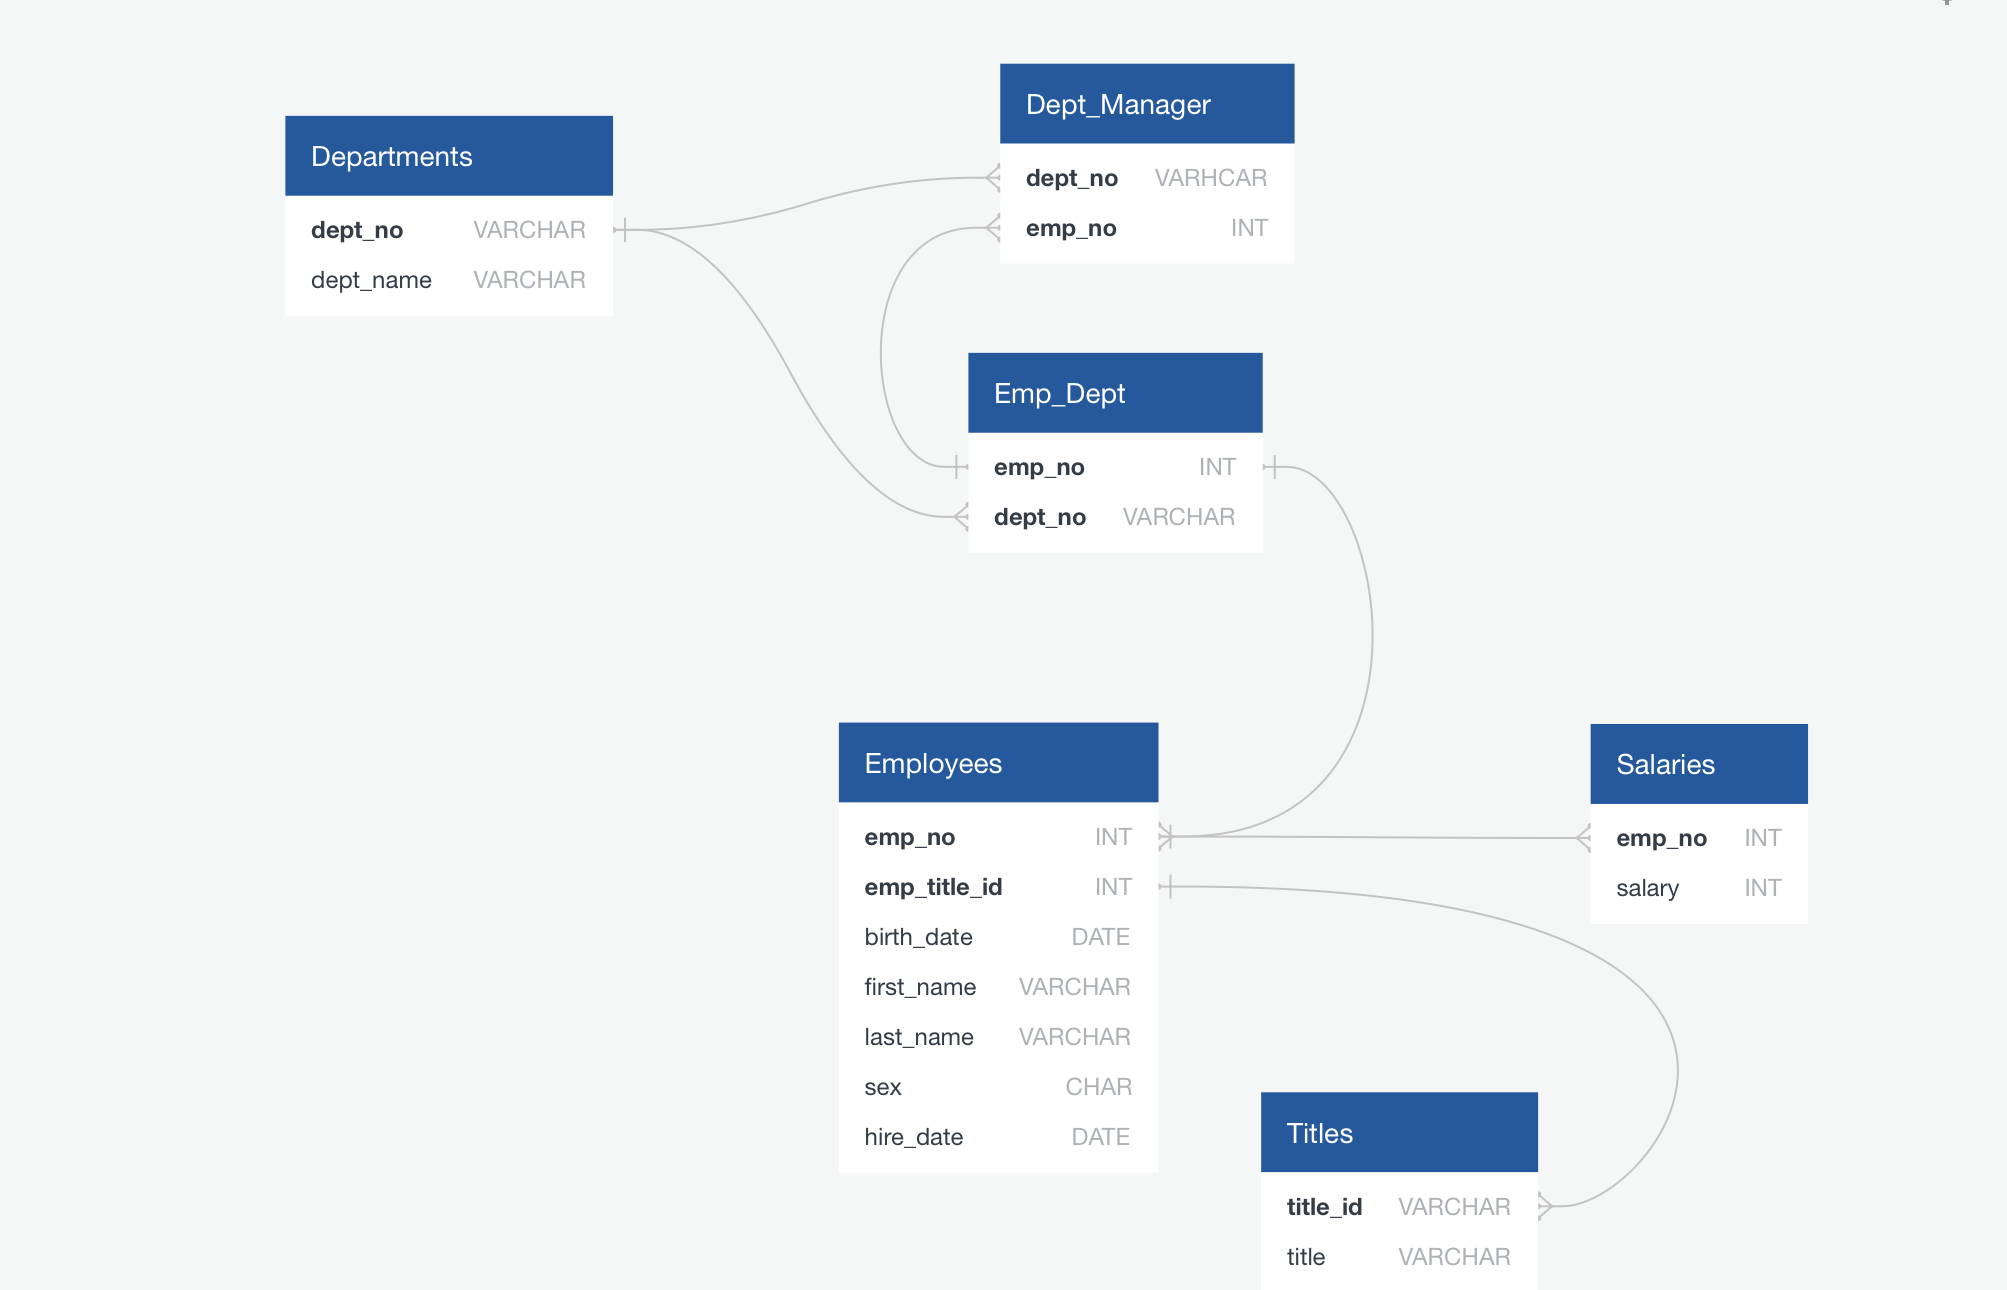 Departments
dept_no VARCHAR
dept_name VARCHAR
Dept_Manager
dept_no VARHCAR
emp_no INT
Emp_Dept
emp_no INT
dept_no VARCHAR
Employees
emp_no INT
emp_title_id INT
birth_date DATE
first_name VARCHAR
last_name VARCHAR
sex CHAR
hire_date DATE
Salaries
emp_no INT
salary INT
Titles
title_id VARCHAR
title VARCHAR